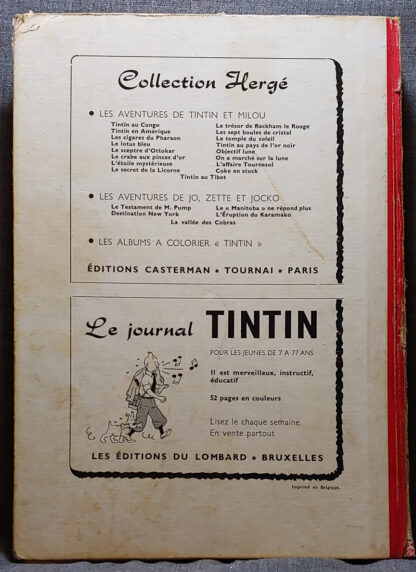 Collection Hergé
● LES AVENTURES DE TINTIN ET MILOU
Tintin au Congo
Tintin en Amérique
Les cigares du Pharaon
Le lotus bleu
Le sceptre d'Ottokar
Le crabe aux pinces d'or
L'étoile mystérieuse
Le secret de la Licorne
Le trésor de Rackham le Rouge
Les sept boules de cristal
Le temple du soleil
Tintin au pays de l'or noir
Objectif lune
On a marché sur la lune
L'affaire Tournesol
Coke en stock
Tintin au Tibet
● LES AVENTURES DE JO, ZETTE ET JOCKO
Le Testament de M. Pump
Destination New York
Le « Manitoba » ne répond plus
L'Éruption du Karamako
La vallée des Cobras
● LES ALBUMS A COLORIER « TINTIN »
ÉDITIONS CASTERMAN ● TOURNAI ● PARIS
Le journal TINTIN
POUR LES JEUNES DE 7 A 77 ANS
Il est merveilleux, instructif,
éducatif
52 pages en couleurs
Lisez le chaque semaine
En vente partout
LES ÉDITIONS DU LOMBARD ● BRUXELLES
Imprimé en Belgique.